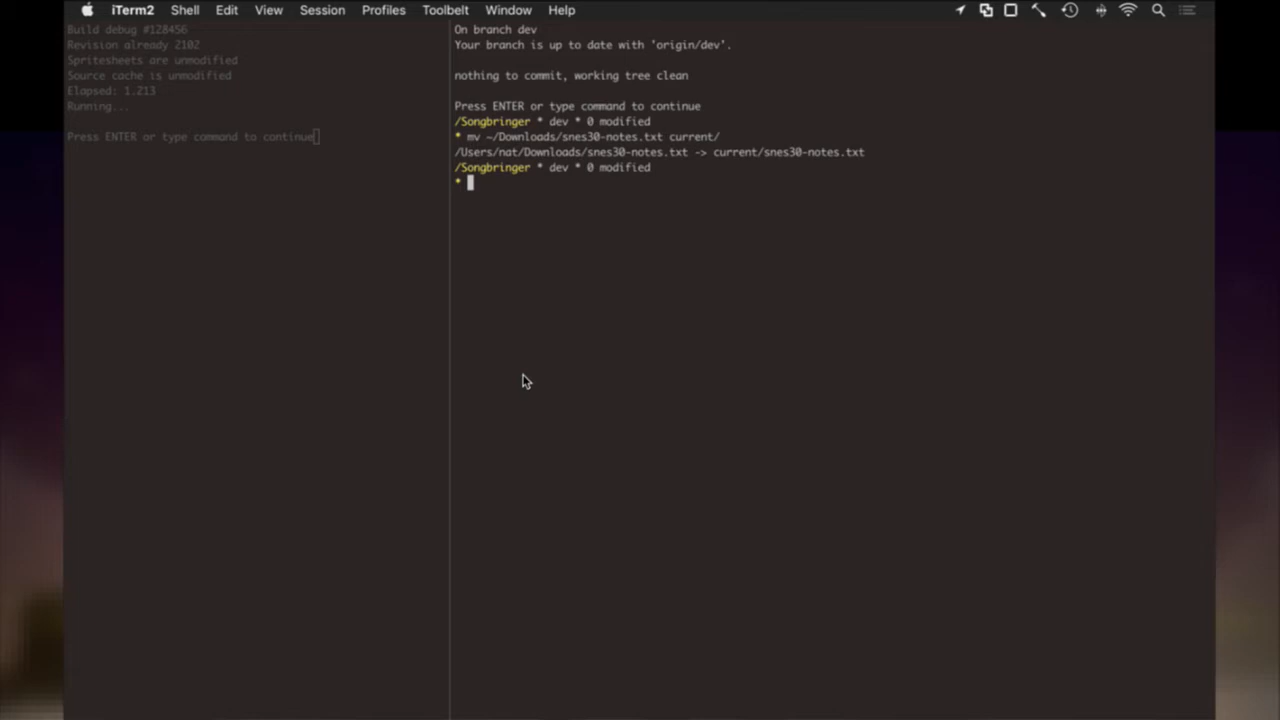 iTerm2 Shell Edit View Session Profiles Toolbelt Window Help
Build debug #128456
Revision already 2102
Spritesheets are unmodified
Source cache is unmodified
Elapsed: 1.213
Running...
Press ENTER or type command to continue
On branch dev
Your branch is up to date with 'origin/dev'.
nothing to commit, working tree clean
Press ENTER or type command to continue
/Songbringer * dev * 0 modified
* mv ~/Downloads/snes30-notes.txt current/
/Users/nat/Downloads/snes30-notes.txt -> current/snes30-notes.txt
/Songbringer * dev * 0 modified
*